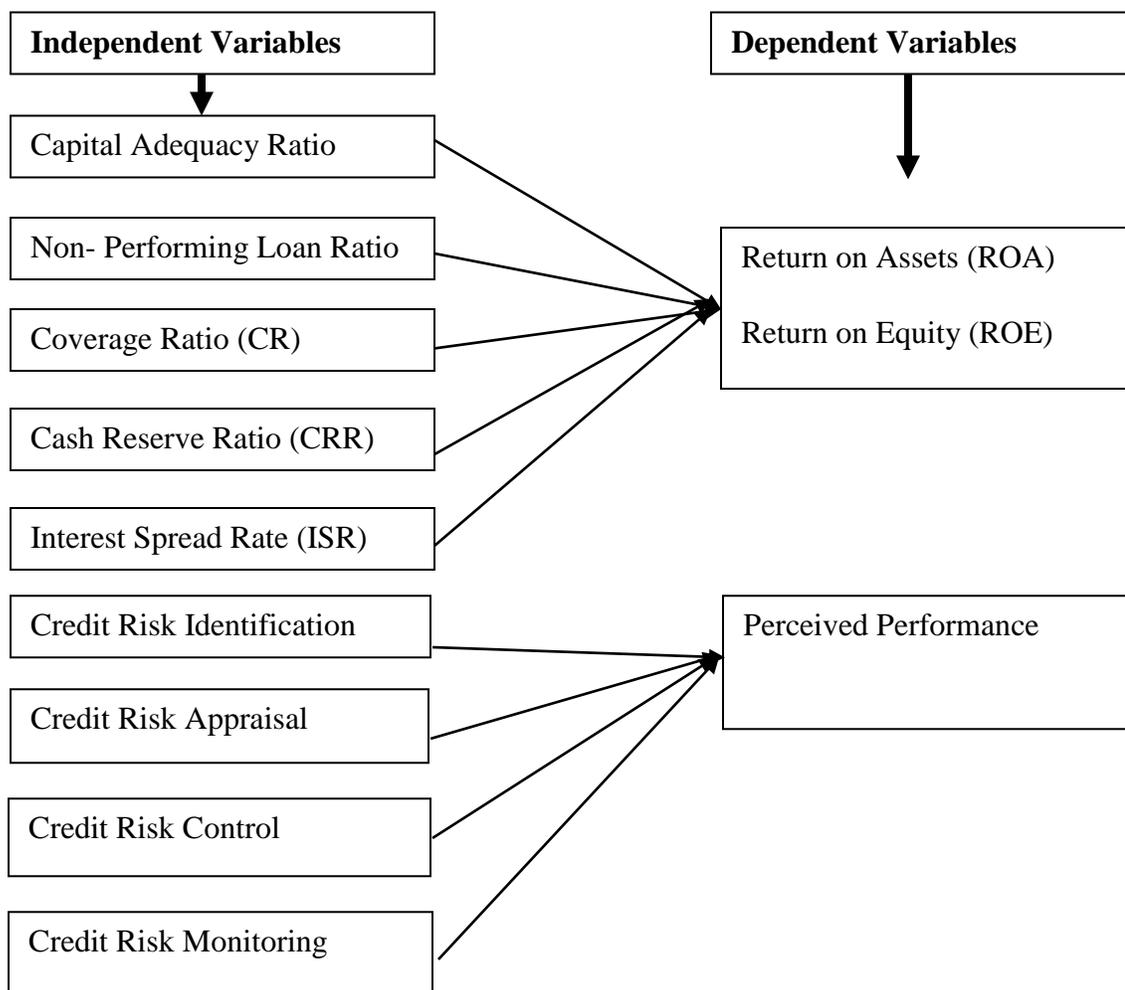 Independent Variables
Dependent Variables
Capital Adequacy Ratio
Non- Performing Loan Ratio
Coverage Ratio (CR)
Cash Reserve Ratio (CRR)
Interest Spread Rate (ISR)
Return on Assets (ROA)
Return on Equity (ROE)
Credit Risk Identification
Credit Risk Appraisal
Credit Risk Control
Credit Risk Monitoring
Perceived Performance